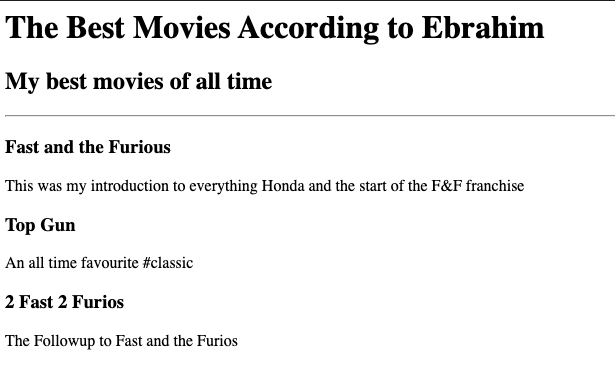 The Best Movies According to Ebrahim
My best movies of all time
Fast and the Furious
This was my introduction to everything Honda and the start of the F&F franchise
Top Gun
An all time favourite #classic
2 Fast 2 Furios
The Followup to Fast and the Furios